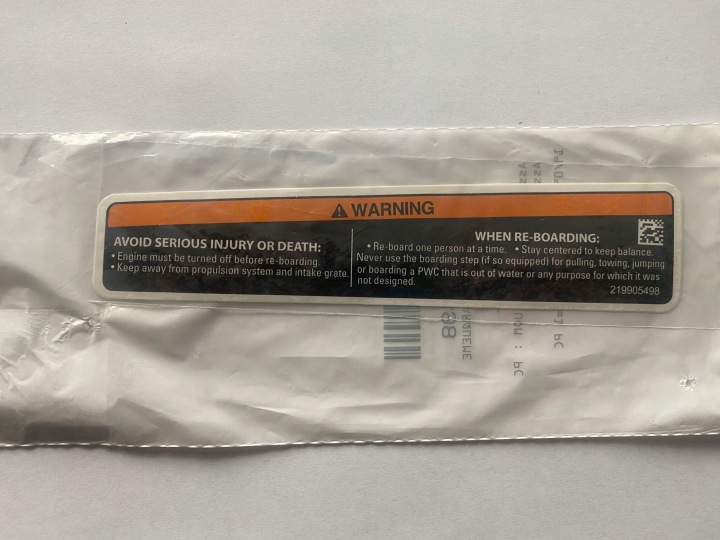 WARNING
AVOID SERIOUS INJURY OR DEATH:
• Engine must be turned off before re-boarding.
• Keep away from propulsion system and intake grate.
WHEN RE-BOARDING:
• Re-board one person at a time. • Stay centered to keep balance.
Never use the boarding step (if so equipped) for pulling, towing, jumping
or boarding a PWC that is out of water or any purpose for which it was
not designed.
219905498